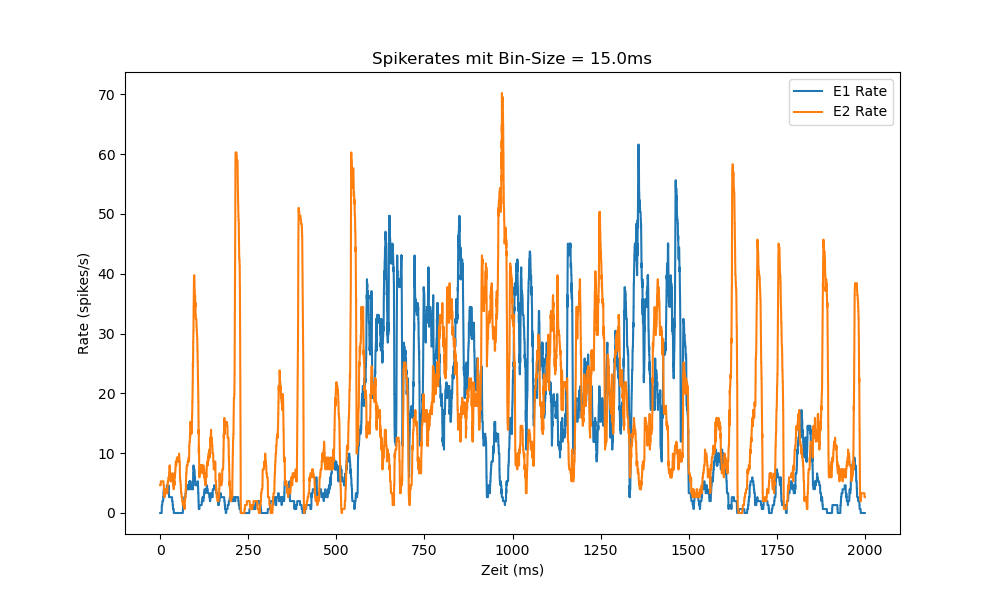 Spikerates mit Bin-Size = 15.0ms
E1 Rate
E2 Rate
Rate (spikes/s)
70
60
50
40
30
20
10
0
0 250 500 750 1000 1250 1500 1750 2000
Zeit (ms)